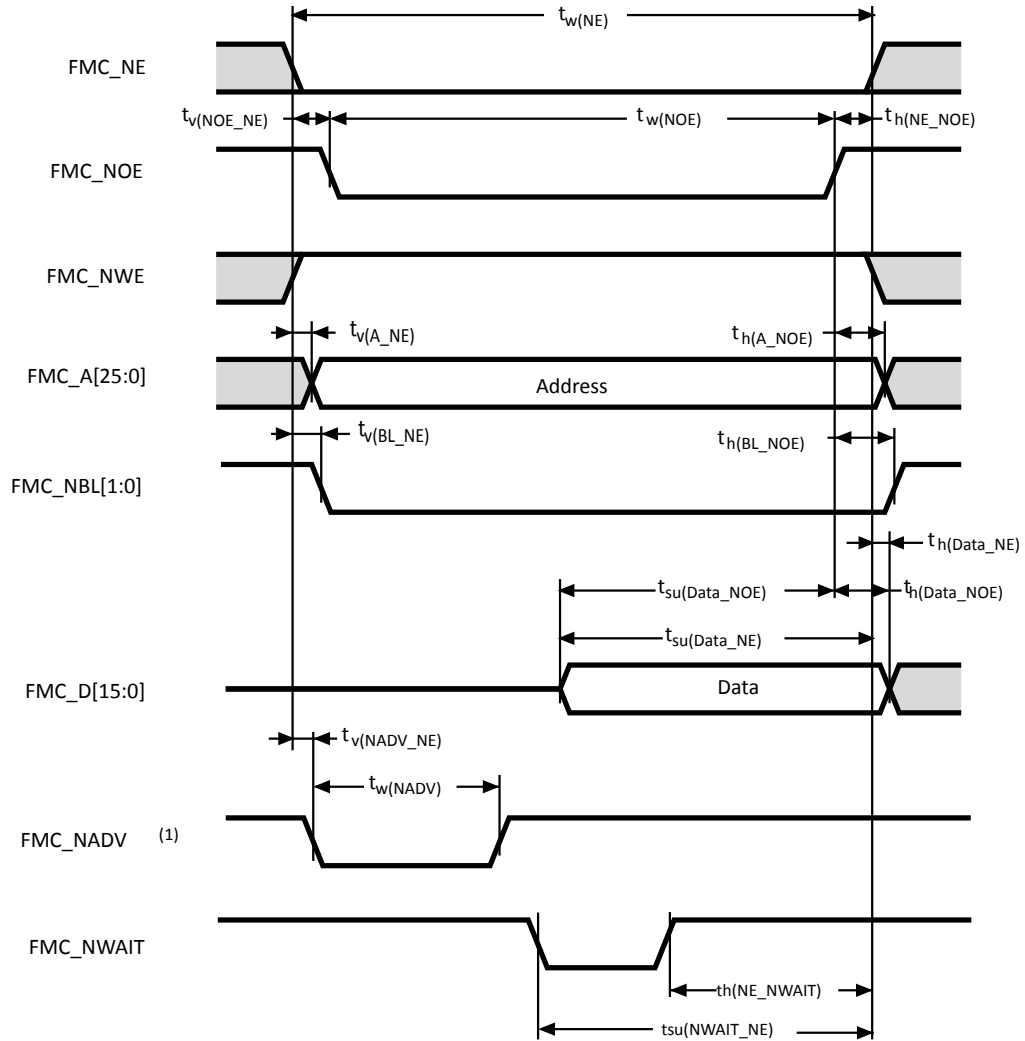 tw(NE)
FMC_NE
tv(NOE_NE) tw(NOE) th(NE_NOE)
FMC_NOE
FMC_NWE
tv(A_NE) th(A_NOE)
FMC_A[25:0] Address
tv(BL_NE) th(BL_NOE)
FMC_NBL[1:0]
th(Data_NE)
tsu(Data_NOE) th(Data_NOE)
tsu(Data_NE)
FMC_D[15:0] Data
tv(NADV_NE)
tw(NADV)
FMC_NADV (1)
FMC_NWAIT
th(NE_NWAIT)
tsu(NWAIT_NE)